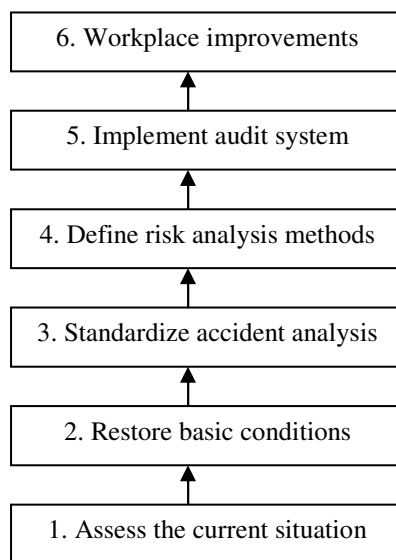 6. Workplace improvements
5. Implement audit system
4. Define risk analysis methods
3. Standardize accident analysis
2. Restore basic conditions
1. Assess the current situation